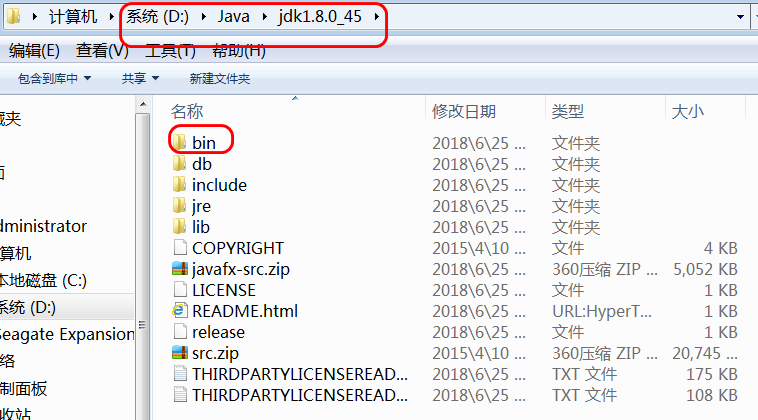 计算机 系统 (D:) Java jdk1.8.0_45
编辑(E) 查看(V) 工具(T) 帮助(H)
包含到库中 共享 新建文件夹
名称 修改日期 类型 大小
bin 2018\6\25 ... 文件夹
db 2018\6\25 ... 文件夹
include 2018\6\25 ... 文件夹
jre 2018\6\25 ... 文件夹
lib 2018\6\25 ... 文件夹
COPYRIGHT 2015\4\10 ... 文件 4 KB
javafx-src.zip 2018\6\25 ... 360压缩 ZIP ... 5,052 KB
LICENSE 2018\6\25 ... 文件 1 KB
README.html 2018\6\25 ... URL:HyperT... 1 KB
release 2018\6\25 ... 文件 1 KB
src.zip 2015\4\10 ... 360压缩 ZIP ... 20,745 ...
THIRDPARTYLICENSEREAD... 2018\6\25 ... TXT 文件 175 KB
THIRDPARTYLICENSEREAD... 2018\6\25 ... TXT 文件 108 KB
藏夹
面
dministrator
算机
本地磁盘 (C:)
系统 (D:)
Seagate Expansion
络
制面板
收站